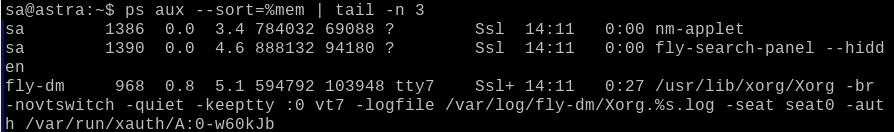 sa@astra:~$ ps aux --sort=%mem | tail -n 3
sa        1386  0.0  3.4 784032 69088 ?        Ssl  14:11   0:00 nm-applet
sa        1390  0.0  4.6 888132 94180 ?        Ssl  14:11   0:00 fly-search-panel --hidd
en
fly-dm     968  0.8  5.1 594792 103948 tty7    Ssl+ 14:11   0:27 /usr/lib/xorg/Xorg -br
-novtswitch -quiet -keeptty :0 vt7 -logfile /var/log/fly-dm/Xorg.%s.log -seat seat0 -aut
h /var/run/xauth/A:0-w60kJb